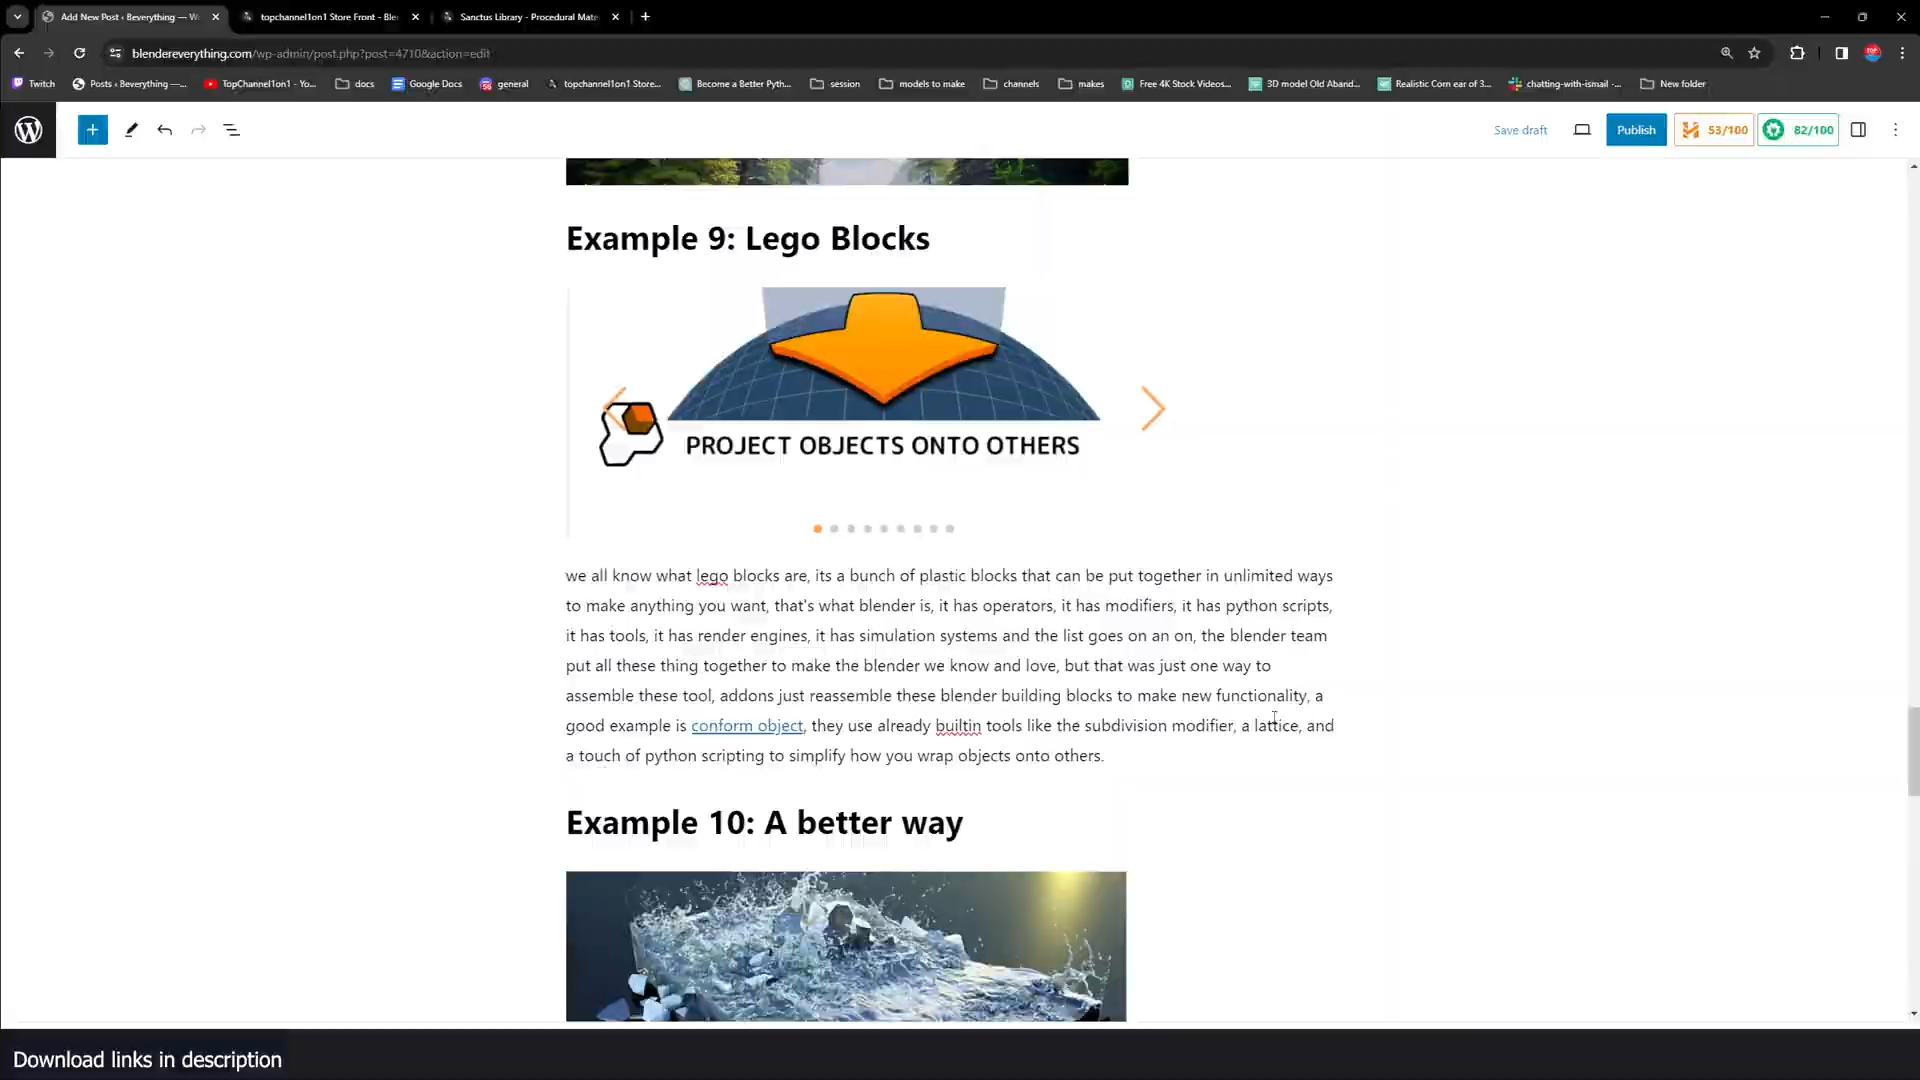 Add New Post ‹ Beverything — W
topchannel1on1 Store Front - Ble
Sanctus Library - Procedural Mate
blendereverything.com/wp-admin/post.php?post=4710&action=edit
Twitch
Posts ‹ Beverything —...
TopChannel1on1 - Yo...
docs
Google Docs
general
topchannel1on1 Store...
Become a Better Pyth...
session
models to make
channels
makes
Free 4K Stock Videos...
3D model Old Aband...
Realistic Corn ear of 3...
chatting-with-ismail -...
New folder
Save draft
Publish
53/100
82/100
Example 9: Lego Blocks
PROJECT OBJECTS ONTO OTHERS
we all know what lego blocks are, its a bunch of plastic blocks that can be put together in unlimited ways
to make anything you want, that's what blender is, it has operators, it has modifiers, it has python scripts,
it has tools, it has render engines, it has simulation systems and the list goes on an on, the blender team
put all these thing together to make the blender we know and love, but that was just one way to
assemble these tool, addons just reassemble these blender building blocks to make new functionality, a
good example is conform object, they use already builtin tools like the subdivision modifier, a lattice, and
a touch of python scripting to simplify how you wrap objects onto others.
Example 10: A better way
Download links in description